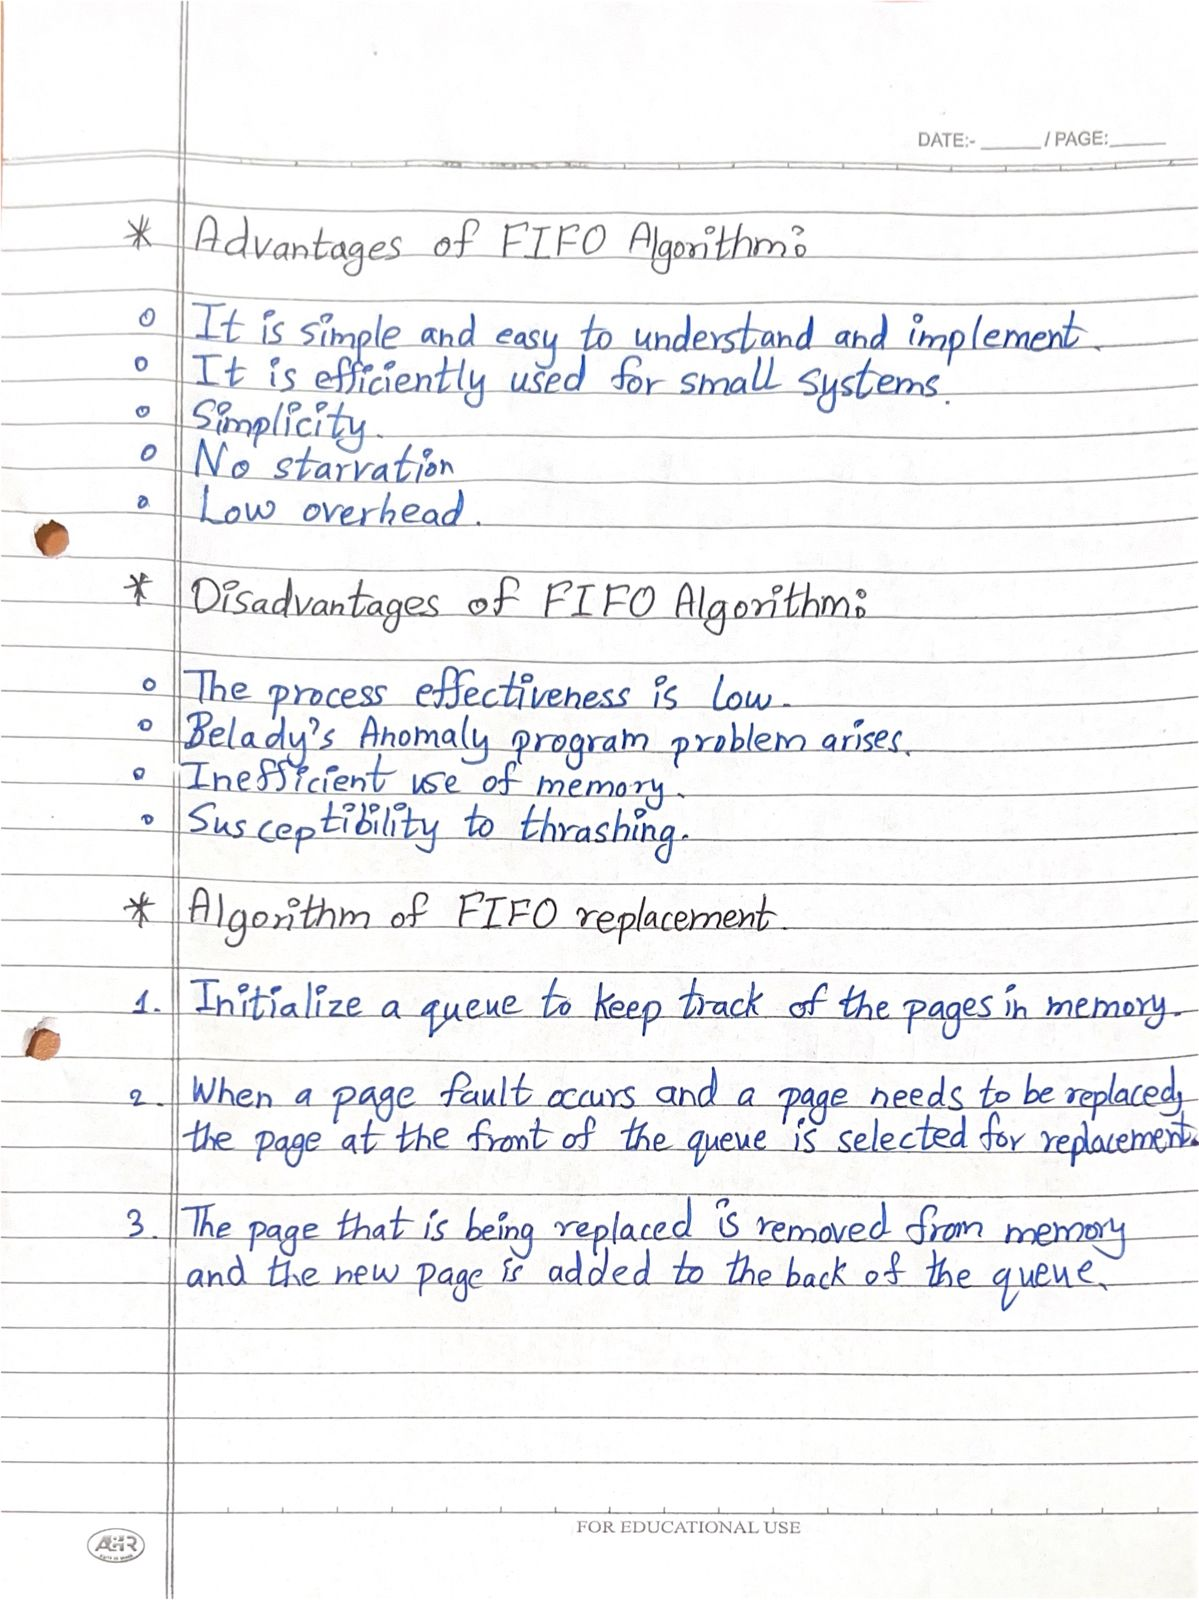 DATE:- ______ / PAGE:______
* Advantages of FIFO Algorithm:
o It is simple and easy to understand and implement.
o It is efficiently used for small systems.
o Simplicity.
o No starvation
o Low overhead.
* Disadvantages of FIFO Algorithm:
o The process effectiveness is low.
o Belady's Anomaly program problem arises.
o Inefficient use of memory.
o Susceptibility to thrashing.
* Algorithm of FIFO replacement.
1. Initialize a queue to keep track of the pages in memory.
2. When a page fault occurs and a page needs to be replaced,
the page at the front of the queue is selected for replacement.
3. The page that is being replaced is removed from memory
and the new page is added to the back of the queue.
FOR EDUCATIONAL USE